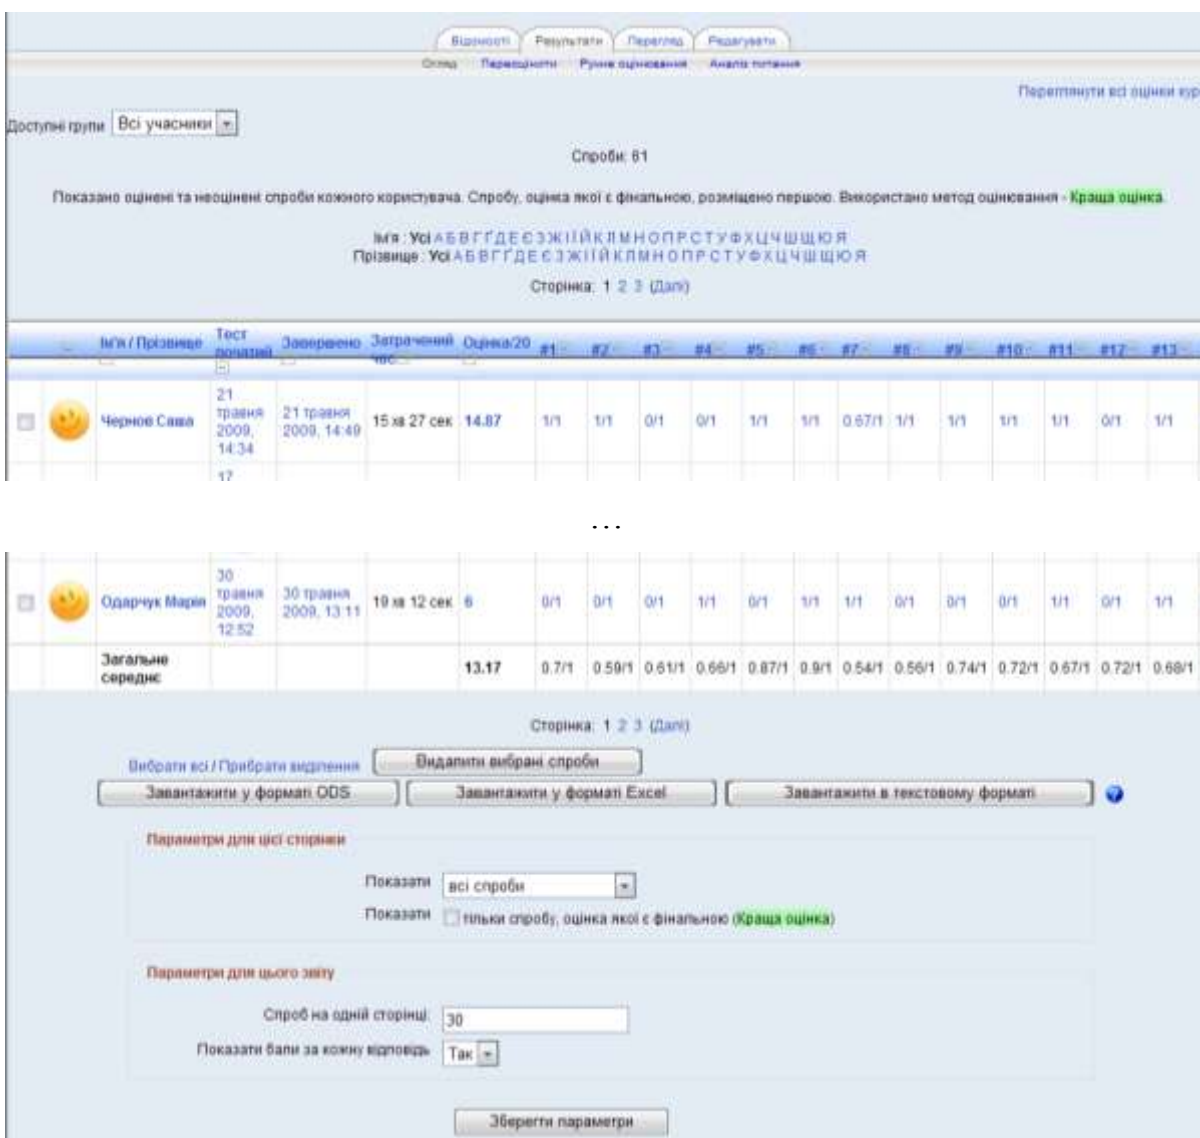 Відомості Результати Перегляд Редагувати
Огляд Переоцінити Ручне оцінювання Аналіз питання
Переглянути всі оцінки кур
Доступні групи Всі учасники
Спроби: 61
Показано оцінені та неоцінені спроби кожного користувача. Спробу, оцінка якої є фінальною, розміщено першою. Використано метод оцінювання - Краща оцінка.
Ім'я : Усі А Б В Г Ґ Д Е Є З Ж І Ї Й К Л М Н О П Р С Т У Ф Х Ц Ч Ш Щ Ю Я
Прізвище : Усі А Б В Г Ґ Д Е Є З Ж І Ї Й К Л М Н О П Р С Т У Ф Х Ц Ч Ш Щ Ю Я
Сторінка: 1 2 3 (Далі)
Ім'я / Прізвище Тест початий Завершено Затрачений час Оцінка/20 #1 #2 #3 #4 #5 #6 #7 #8 #9 #10 #11 #12 #13
Чернов Саша 21 травня 2009, 14:34 21 травня 2009, 14:49 15 хв 27 сек 14.87 1/1 1/1 0/1 0/1 1/1 1/1 0.67/1 1/1 1/1 1/1 1/1 0/1 1/1
17
...
Одарчук Марія 30 травня 2009, 12:52 30 травня 2009, 13:11 19 хв 12 сек 6 0/1 0/1 0/1 1/1 0/1 1/1 1/1 0/1 0/1 0/1 1/1 0/1 1/1
Загальне середнє 13.17 0.7/1 0.59/1 0.61/1 0.66/1 0.87/1 0.9/1 0.54/1 0.56/1 0.74/1 0.72/1 0.67/1 0.72/1 0.68/1
Сторінка: 1 2 3 (Далі)
Вибрати всі / Прибрати виділення Видалити вибрані спроби
Завантажити у форматі ODS Завантажити у форматі Excel Завантажити в текстовому форматі
Параметри для цієї сторінки
Показати всі спроби
Показати тільки спробу, оцінка якої є фінальною (Краща оцінка)
Параметри для цього звіту
Спроб на одній сторінці: 30
Показати бали за кожну відповідь Так
Зберегти параметри